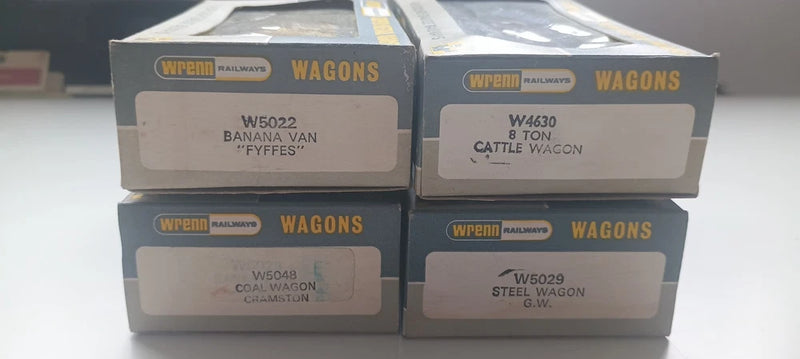 wrenn RAILWAYS WAGONS
W5022
BANANA VAN
"FYFFES"
wrenn RAILWAYS WAGONS
W4630
8 TON
CATTLE WAGON
wrenn RAILWAYS WAGONS
W5048
COAL WAGON
CRAMSTON
wrenn RAILWAYS WAGONS
W5029
STEEL WAGON
G.W.